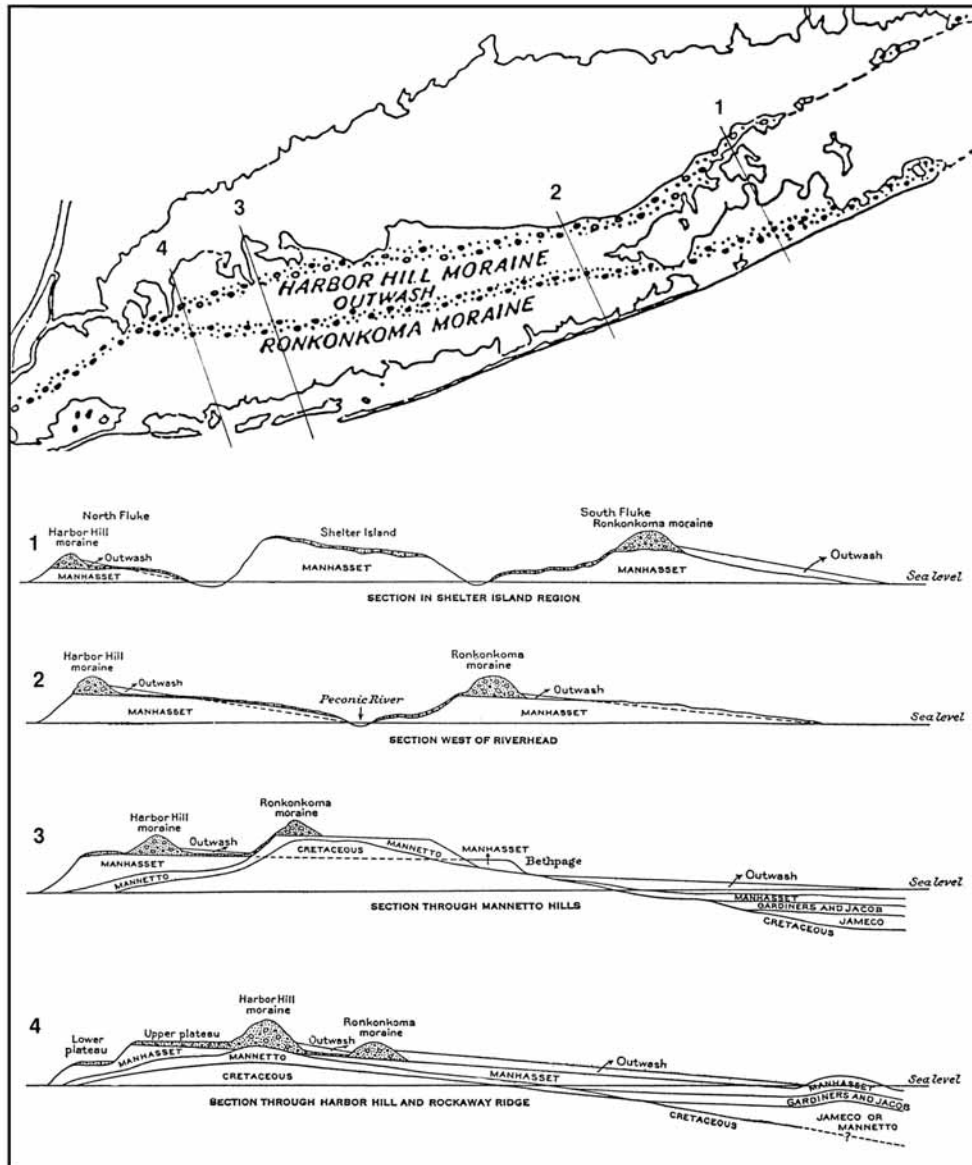 1
2
3
4
HARBOR HILL MORAINE
OUTWASH
RONKONKOMA MORAINE
1
North Fluke
Harbor Hill
moraine
Outwash
MANHASSET
Shelter Island
MANHASSET
South Fluke
Ronkonkoma moraine
MANHASSET
Outwash
Sea level
SECTION IN SHELTER ISLAND REGION
2
Harbor Hill
moraine
Outwash
MANHASSET
Peconic River
Ronkonkoma
moraine
Outwash
MANHASSET
Sea level
SECTION WEST OF RIVERHEAD
3
Harbor Hill
moraine
Outwash
MANHASSET
MANNETTO
Ronkonkoma
moraine
CRETACEOUS
MANNETTO
MANHASSET
Bethpage
Outwash
Sea level
MANHASSET
GARDINERS AND JACOB
JAMECO
CRETACEOUS
SECTION THROUGH MANNETTO HILLS
4
Lower
plateau
Upper plateau
MANHASSET
Harbor Hill
moraine
MANNETTO
CRETACEOUS
Outwash
Ronkonkoma
moraine
MANHASSET
Outwash
MANHASSET
Sea level
GARDINERS AND JACOB
CRETACEOUS
JAMECO OR
MANNETTO
?
SECTION THROUGH HARBOR HILL AND ROCKAWAY RIDGE